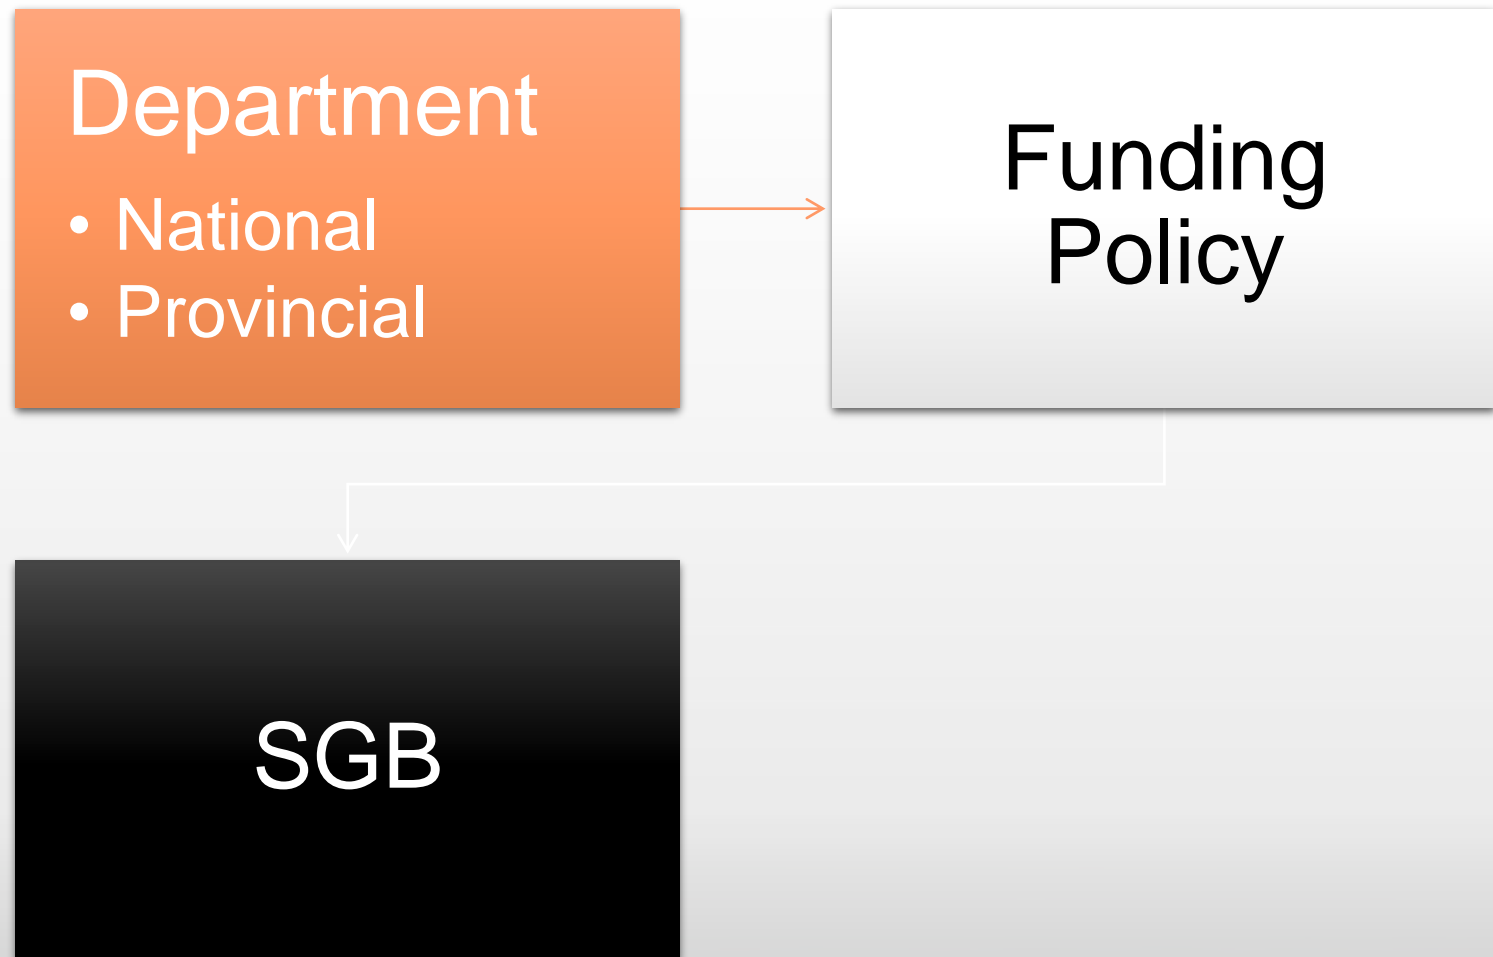 Department
• National
• Provincial
Funding
Policy
SGB